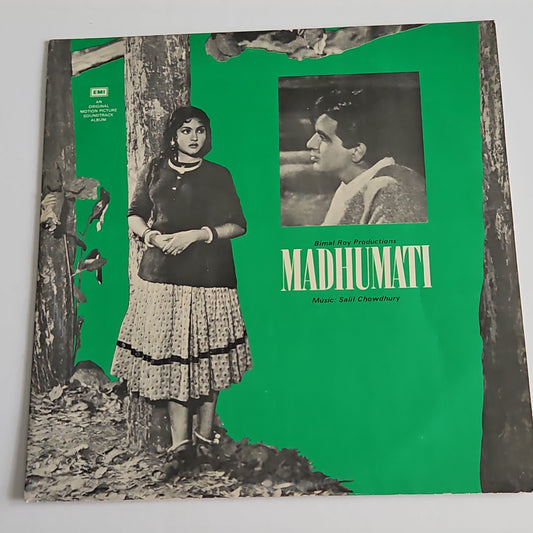 EMI
AN
ORIGINAL
MOTION PICTURE
SOUNDTRACK
ALBUM
Bimal Roy Productions
MADHUMATI
Music: Salil Chowdhury